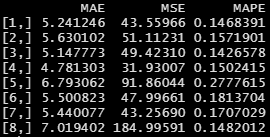 MAE MSE MAPE
[1,] 5.241246 43.55966 0.1468391
[2,] 5.630102 51.11231 0.1571901
[3,] 5.147773 49.42310 0.1426578
[4,] 4.781303 31.93007 0.1502415
[5,] 6.793062 91.86044 0.2777615
[6,] 5.500823 47.99661 0.1813704
[7,] 5.440077 43.25690 0.1707029
[8,] 7.019402 184.99591 0.1482012